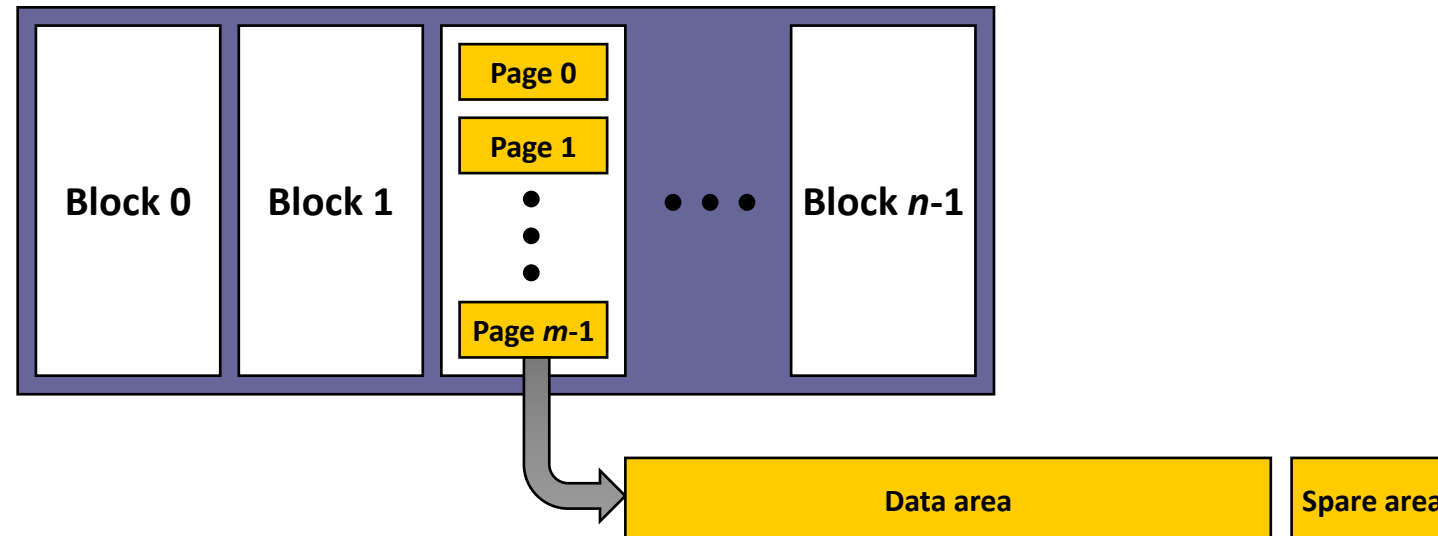 Page 0
Page 1
Block 0
Block 1
Block n-1
Page m-1
Data area
Spare area